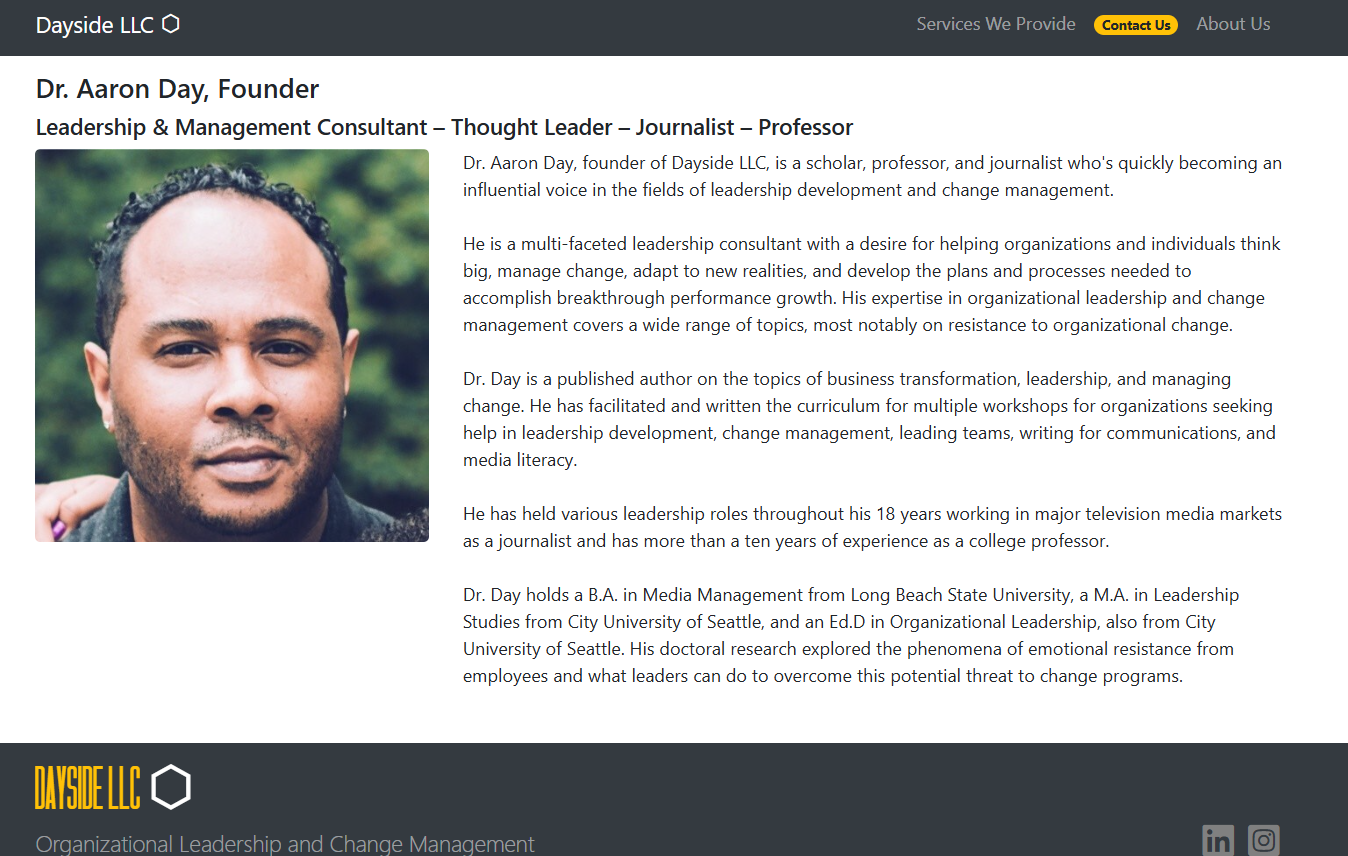 Dayside LLC
Services We Provide Contact Us About Us
Dr. Aaron Day, Founder
Leadership & Management Consultant – Thought Leader – Journalist – Professor
Dr. Aaron Day, founder of Dayside LLC, is a scholar, professor, and journalist who's quickly becoming an
influential voice in the fields of leadership development and change management.
He is a multi-faceted leadership consultant with a desire for helping organizations and individuals think
big, manage change, adapt to new realities, and develop the plans and processes needed to
accomplish breakthrough performance growth. His expertise in organizational leadership and change
management covers a wide range of topics, most notably on resistance to organizational change.
Dr. Day is a published author on the topics of business transformation, leadership, and managing
change. He has facilitated and written the curriculum for multiple workshops for organizations seeking
help in leadership development, change management, leading teams, writing for communications, and
media literacy.
He has held various leadership roles throughout his 18 years working in major television media markets
as a journalist and has more than a ten years of experience as a college professor.
Dr. Day holds a B.A. in Media Management from Long Beach State University, a M.A. in Leadership
Studies from City University of Seattle, and an Ed.D in Organizational Leadership, also from City
University of Seattle. His doctoral research explored the phenomena of emotional resistance from
employees and what leaders can do to overcome this potential threat to change programs.
DAYSIDE LLC
Organizational Leadership and Change Management
in